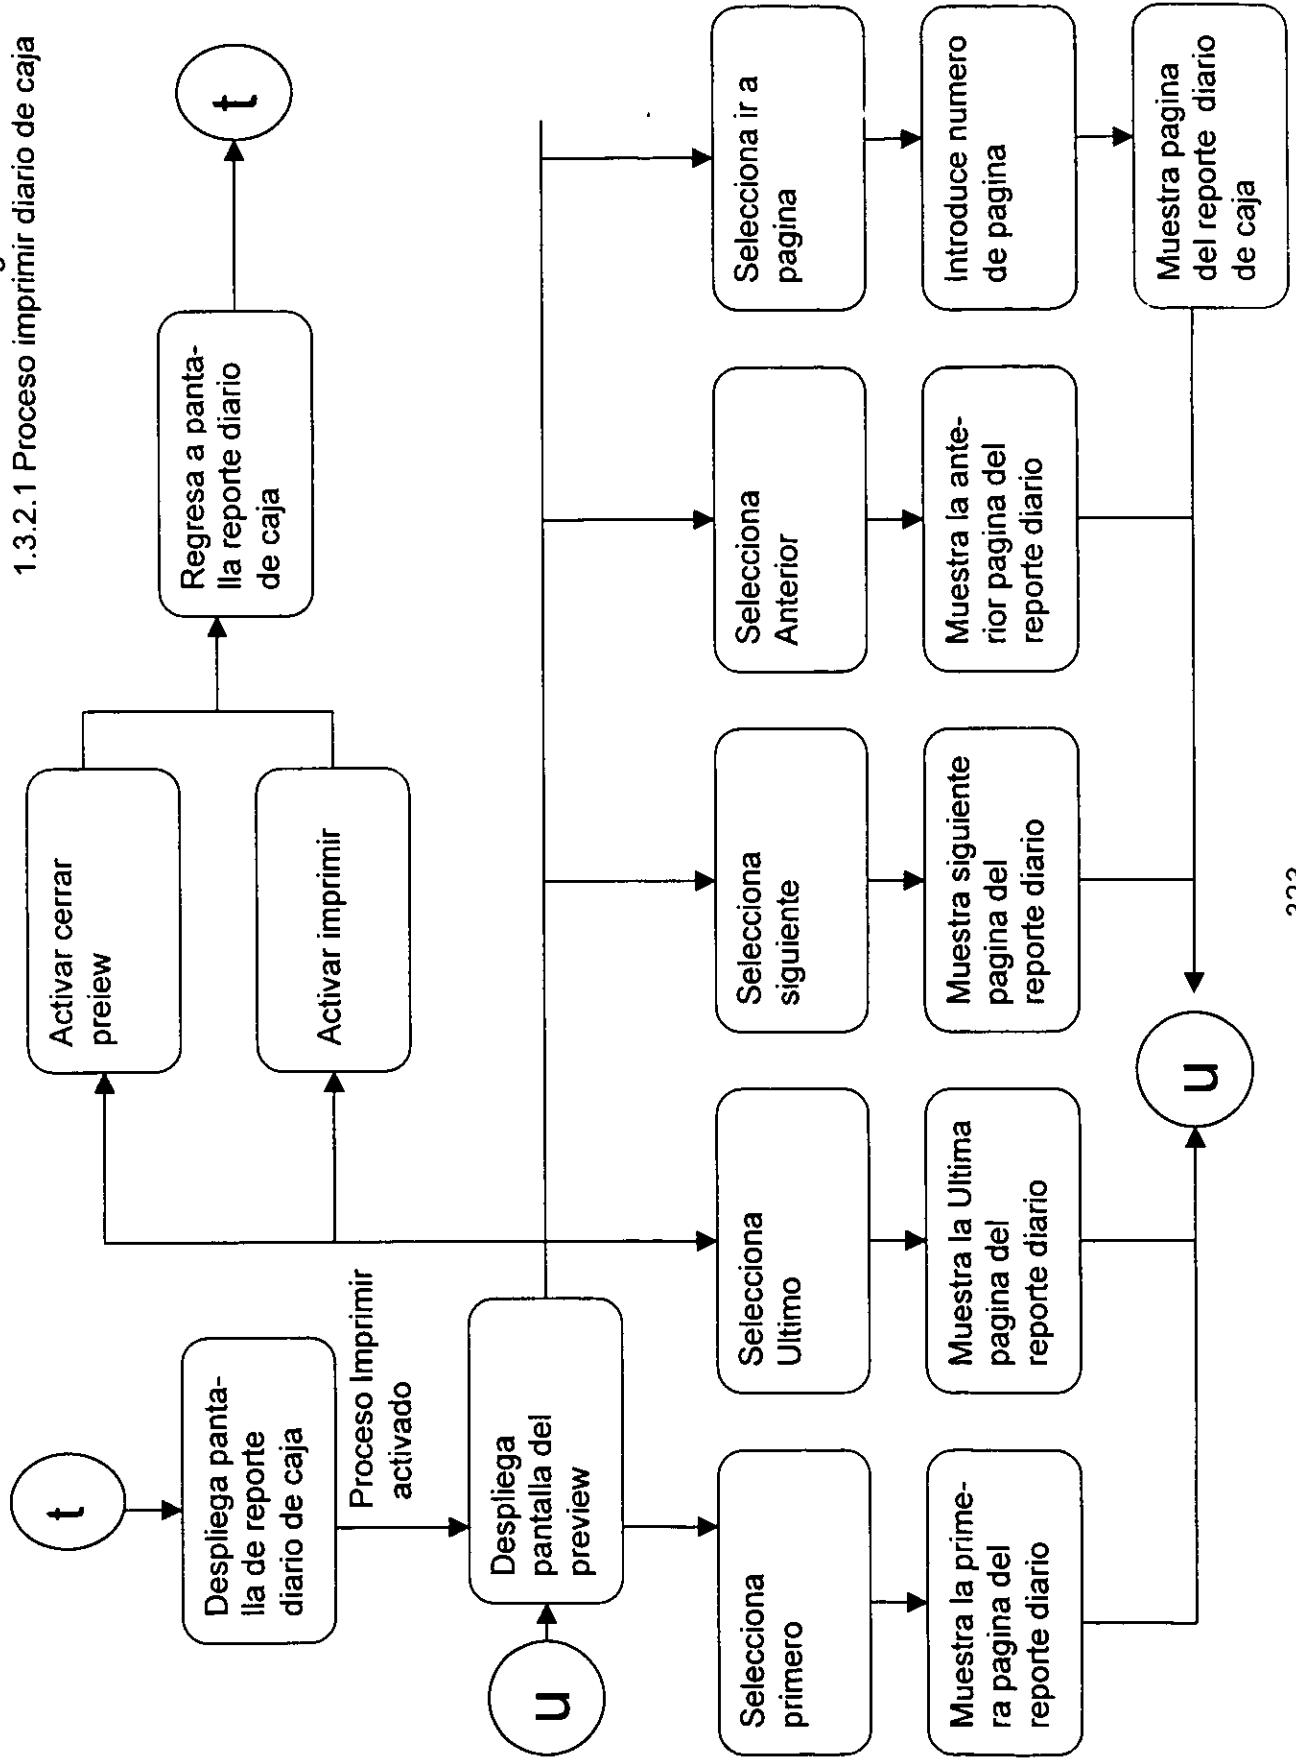 1.3.2.1 Proceso imprimir diario de caja
t
Despliega panta-
lla de reporte
diario de caja
Proceso Imprimir
activado
u
Despliega
pantalla del
preview
Activar cerrar
preiew
Activar imprimir
Regresa a panta-
lla reporte diario
de caja
t
Selecciona
primero
Muestra la prime-
ra pagina del
reporte diario
Selecciona
Ultimo
Muestra la Ultima
pagina del
reporte diario
Selecciona
siguiente
Muestra siguiente
pagina del
reporte diario
Selecciona
Anterior
Muestra la ante-
rior pagina del
reporte diario
Selecciona ir a
pagina
Introduce numero
de pagina
Muestra pagina
del reporte diario
de caja
u